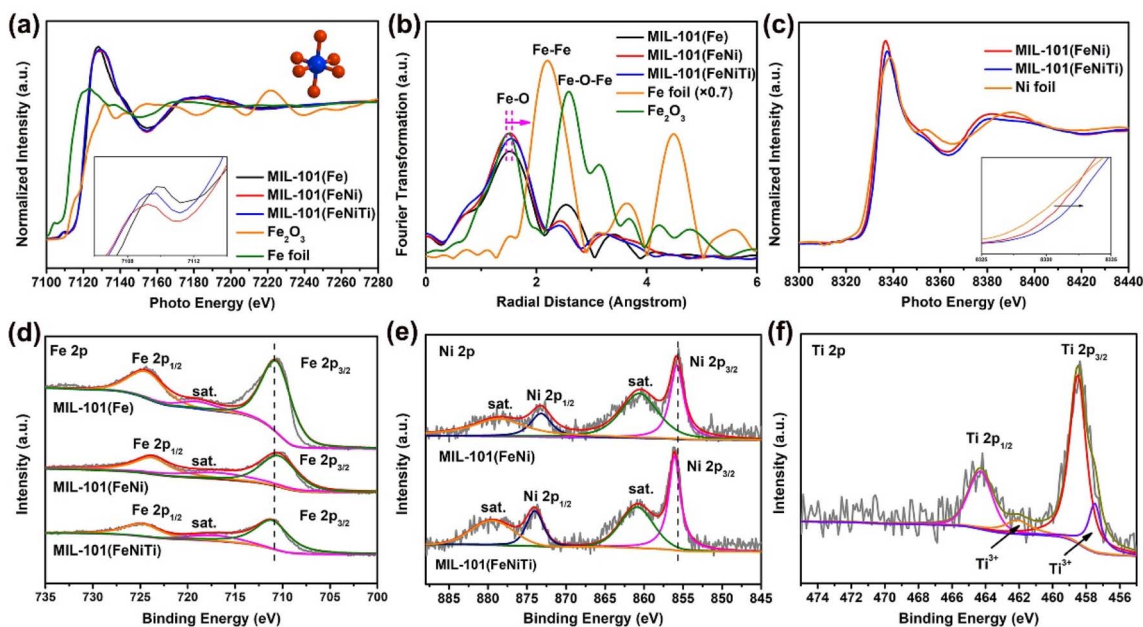 (a)
Normalized Intensity (a.u.)
MIL-101(Fe)
MIL-101(FeNi)
MIL-101(FeNiTi)
Fe₂O₃
Fe foil
7108 7112
7100 7120 7140 7160 7180 7200 7220 7240 7260 7280
Photo Energy (eV)
(b)
Fourier Transformation (a.u.)
Fe-Fe
Fe-O-Fe
Fe-O
MIL-101(Fe)
MIL-101(FeNi)
MIL-101(FeNiTi)
Fe foil (×0.7)
Fe₂O₃
0 1 2 3 4 5 6
Radial Distance (Angstrom)
(c)
Normalized Intensity (a.u.)
MIL-101(FeNi)
MIL-101(FeNiTi)
Ni foil
8325 8330 8335
8300 8320 8340 8360 8380 8400 8420 8440
Photo Energy (eV)
(d)
Intensity (a.u.)
Fe 2p
Fe 2p₁/₂
sat.
Fe 2p₃/₂
MIL-101(Fe)
Fe 2p₁/₂
sat.
Fe 2p₃/₂
MIL-101(FeNi)
Fe 2p₁/₂
sat.
Fe 2p₃/₂
MIL-101(FeNiTi)
735 730 725 720 715 710 705 700
Binding Energy (eV)
(e)
Intensity (a.u.)
Ni 2p
sat.
Ni 2p₁/₂
sat.
Ni 2p₃/₂
MIL-101(FeNi)
sat.
Ni 2p₁/₂
sat.
Ni 2p₃/₂
MIL-101(FeNiTi)
885 880 875 870 865 860 855 850 845
Binding Energy (eV)
(f)
Intensity (a.u.)
Ti 2p
Ti 2p₃/₂
Ti 2p₁/₂
Ti³⁺
Ti³⁺
474 472 470 468 466 464 462 460 458 456
Binding Energy (eV)